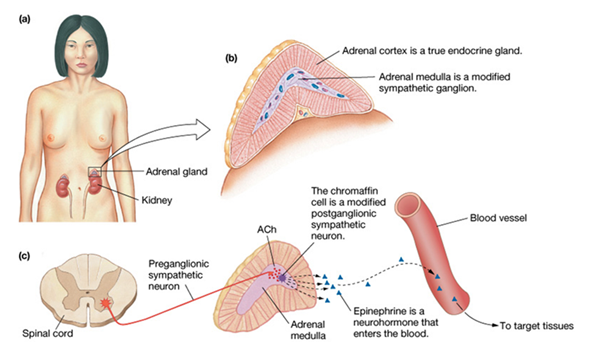 (a)
(b)
Adrenal cortex is a true endocrine gland.
Adrenal medulla is a modified
sympathetic ganglion.
Adrenal gland
Kidney
The chromaffin
cell is a modified
postganglionic
sympathetic
neuron.
ACh
Blood vessel
(c)
Preganglionic
sympathetic
neuron
Spinal cord
Adrenal
medulla
Epinephrine is a
neurohormone that
enters the blood.
To target tissues